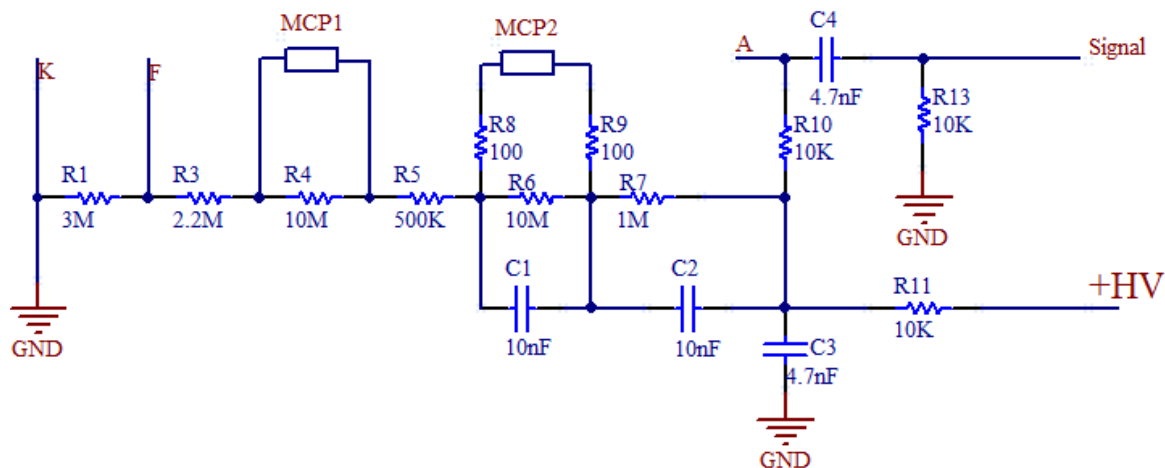 MCP1
MCP2
C4
A
Signal
K
F
4.7nF
R13
10K
R8
100
R9
100
R10
10K
R1
3M
R3
2.2M
R4
10M
R5
500K
R6
10M
R7
1M
GND
C1
10nF
C2
10nF
R11
10K
+HV
GND
C3
4.7nF
GND